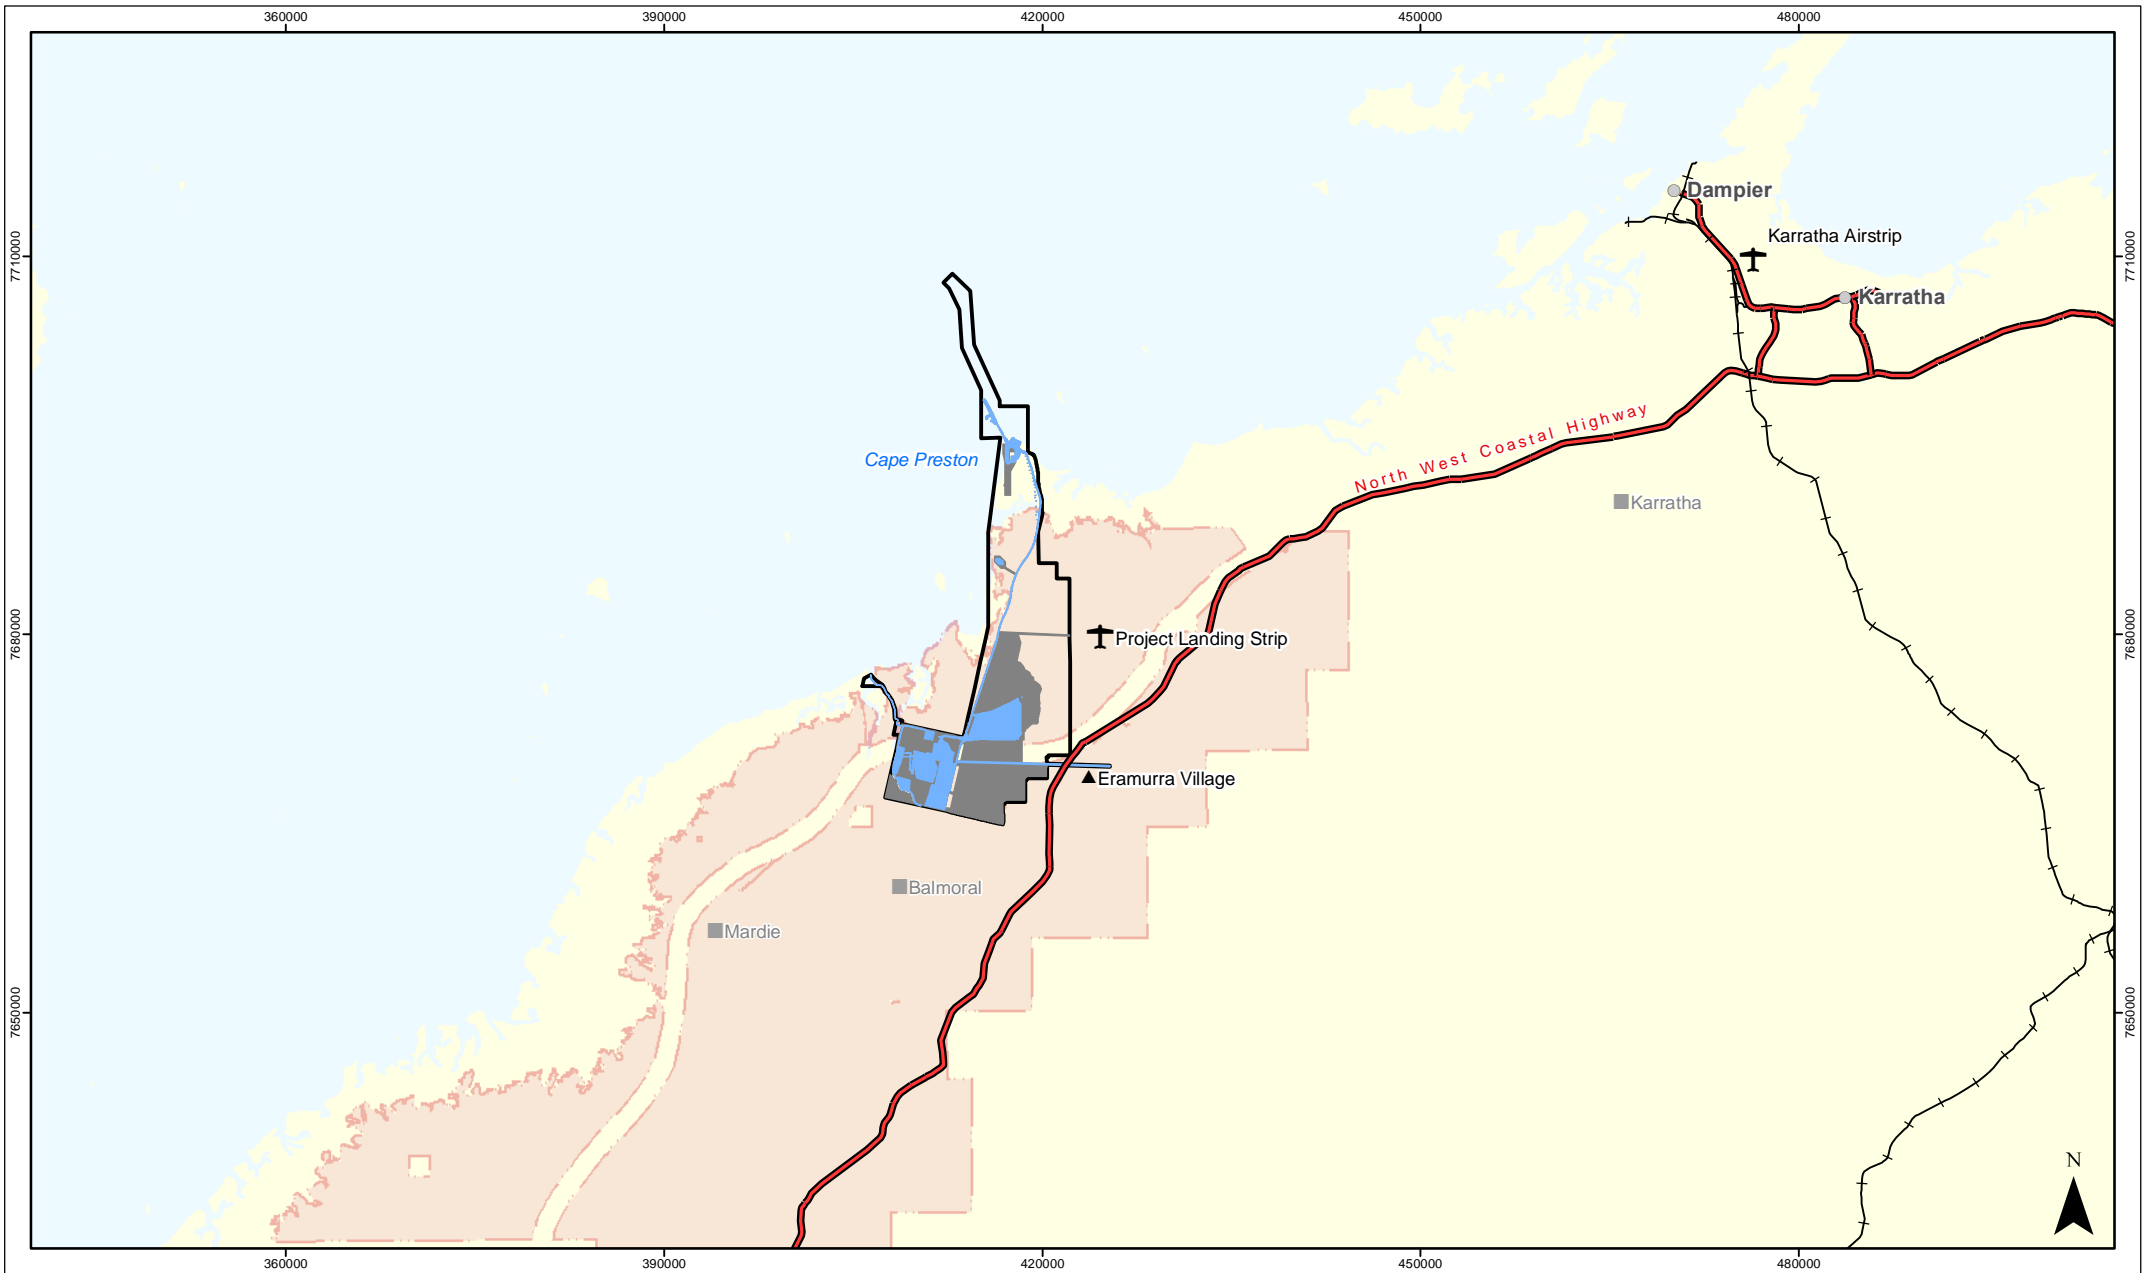 360000
390000
420000
450000
480000
Dampier
Karratha Airstrip
7710000
7710000
Karratha
North West Coastal Highway
Cape Preston
Karratha
7680000
Project Landing Strip
7680000
Eramurra Village
Balmoral
Mardie
7650000
7650000
N
360000
390000
420000
450000
480000